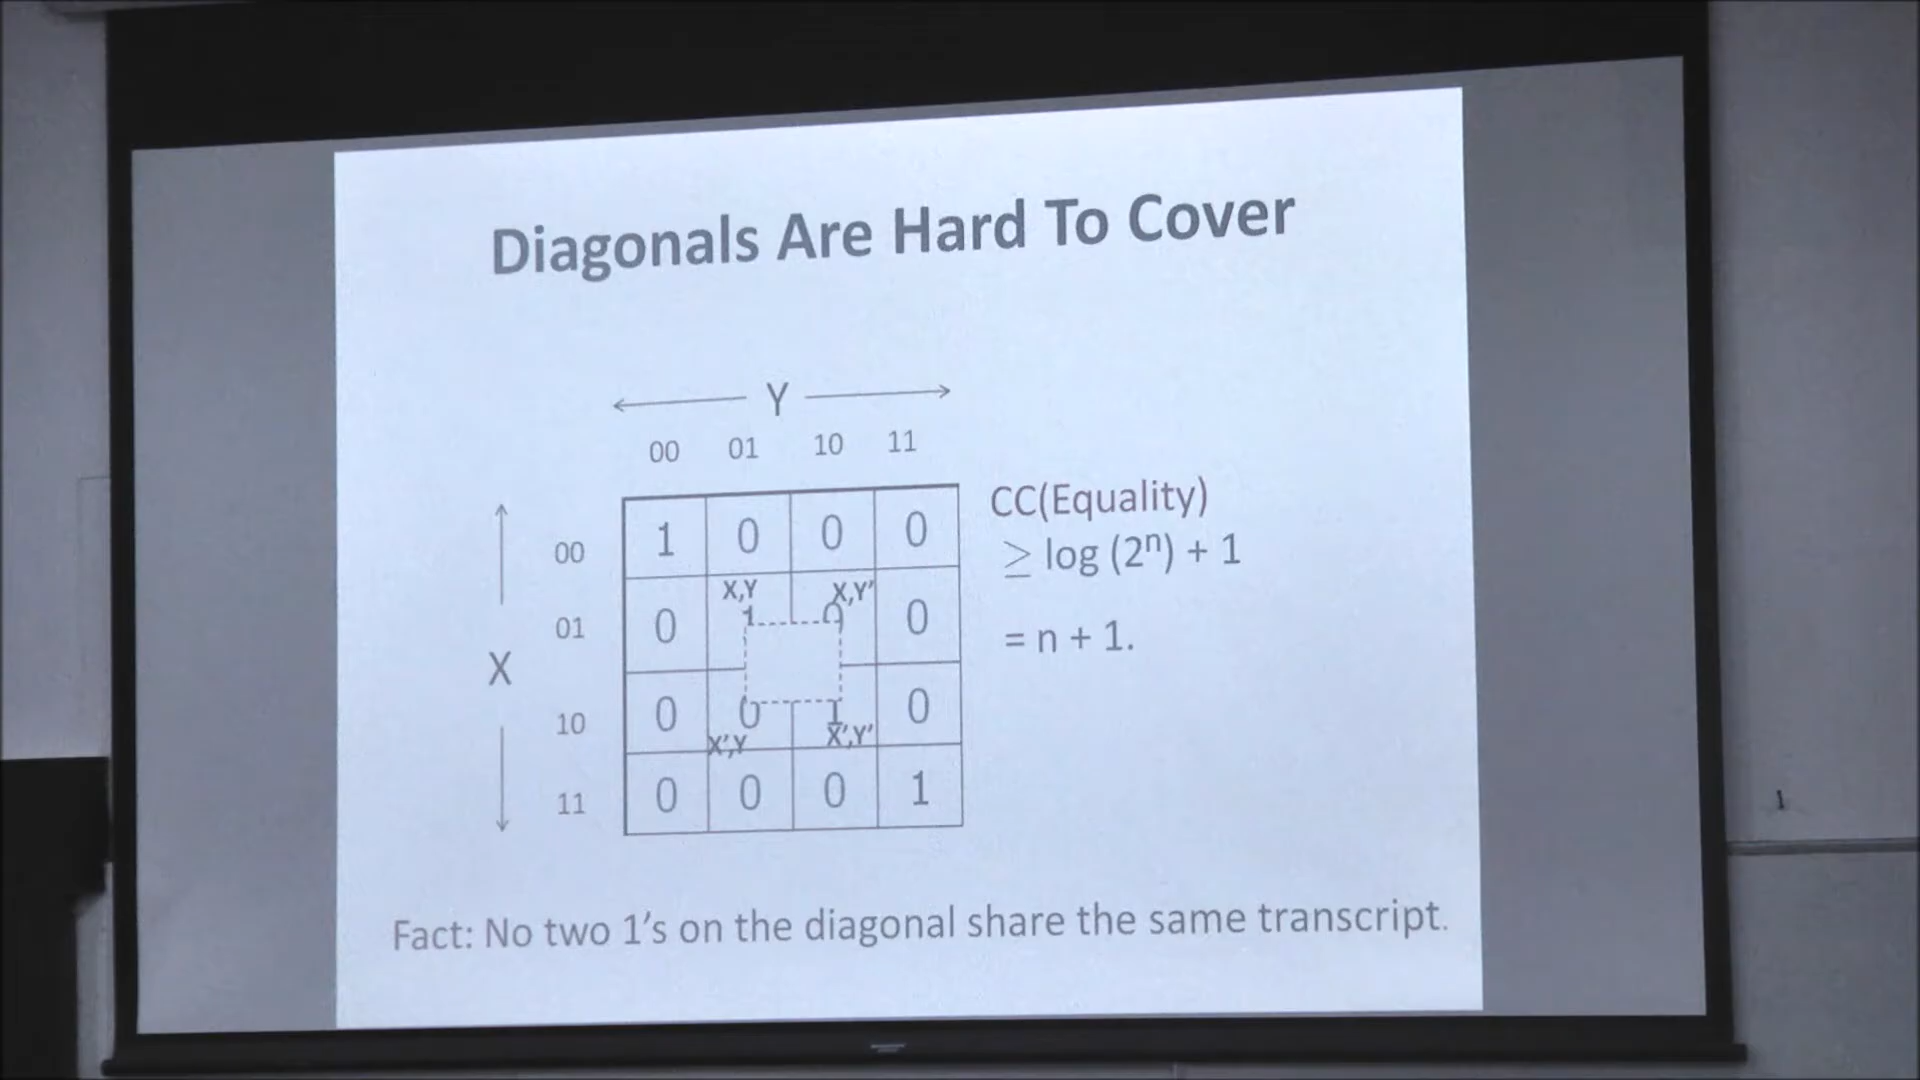 Diagonals Are Hard To Cover
Y
00 01 10 11
CC(Equality)
≥ log (2ⁿ) + 1
= n + 1.
X
00 1 0 0 0
X,Y X,Y'
01 0 1 0 0
10 0 0 1 0
X',Y X',Y'
11 0 0 0 1
Fact: No two 1's on the diagonal share the same transcript.
1